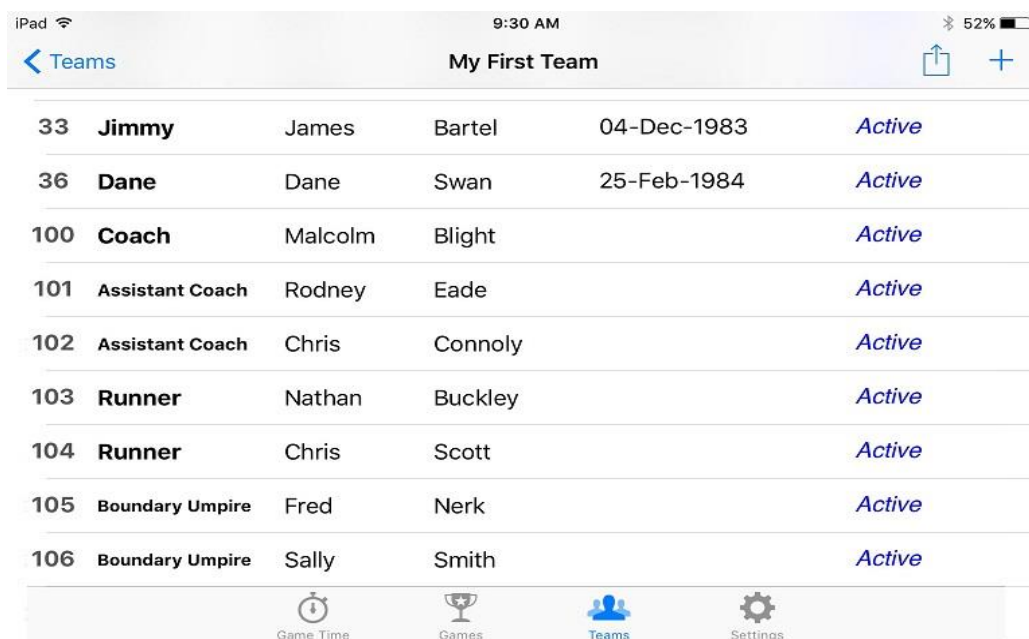 iPad 9:30 AM 52%
Teams My First Team
33 Jimmy James Bartel 04-Dec-1983 Active
36 Dane Dane Swan 25-Feb-1984 Active
100 Coach Malcolm Blight Active
101 Assistant Coach Rodney Eade Active
102 Assistant Coach Chris Connoly Active
103 Runner Nathan Buckley Active
104 Runner Chris Scott Active
105 Boundary Umpire Fred Nerk Active
106 Boundary Umpire Sally Smith Active
Game Time Games Teams Settings